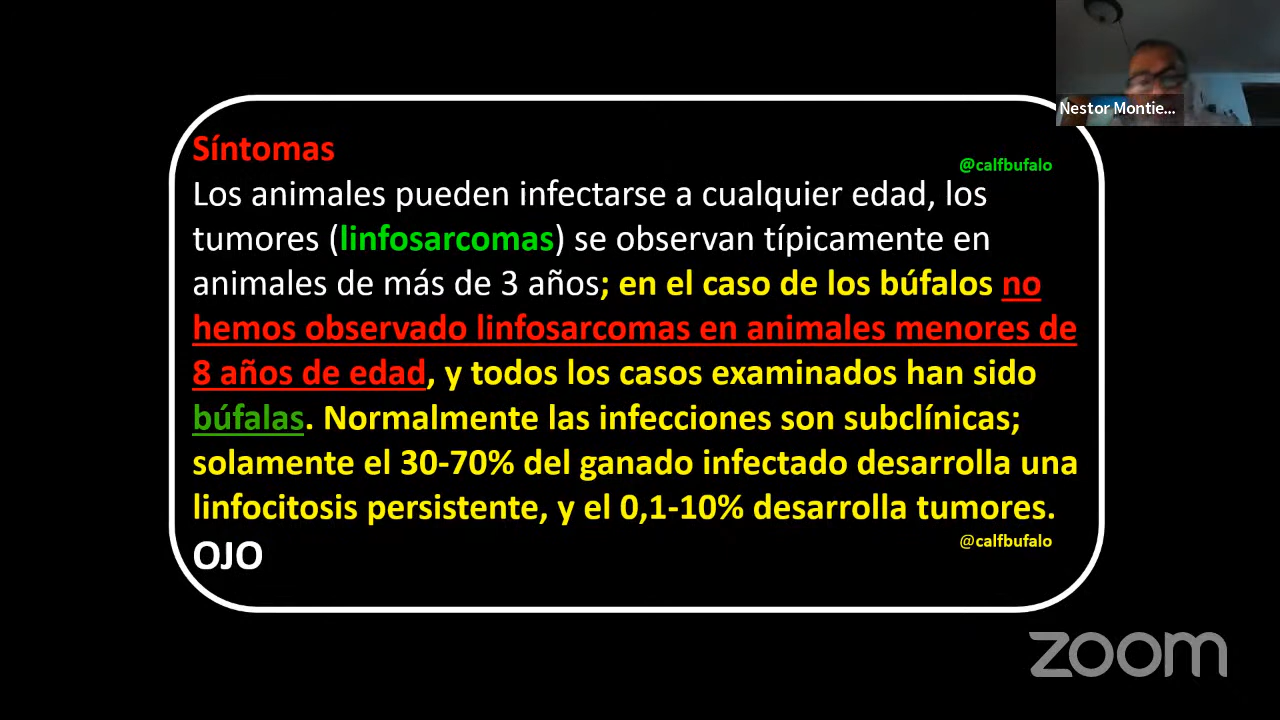 Nestor Montie...
Síntomas
@calfbufalo
Los animales pueden infectarse a cualquier edad, los
tumores (linfosarcomas) se observan típicamente en
animales de más de 3 años; en el caso de los búfalos no
hemos observado linfosarcomas en animales menores de
8 años de edad, y todos los casos examinados han sido
búfalas. Normalmente las infecciones son subclínicas;
solamente el 30-70% del ganado infectado desarrolla una
linfocitosis persistente, y el 0,1-10% desarrolla tumores.
@calfbufalo
OJO
zoom